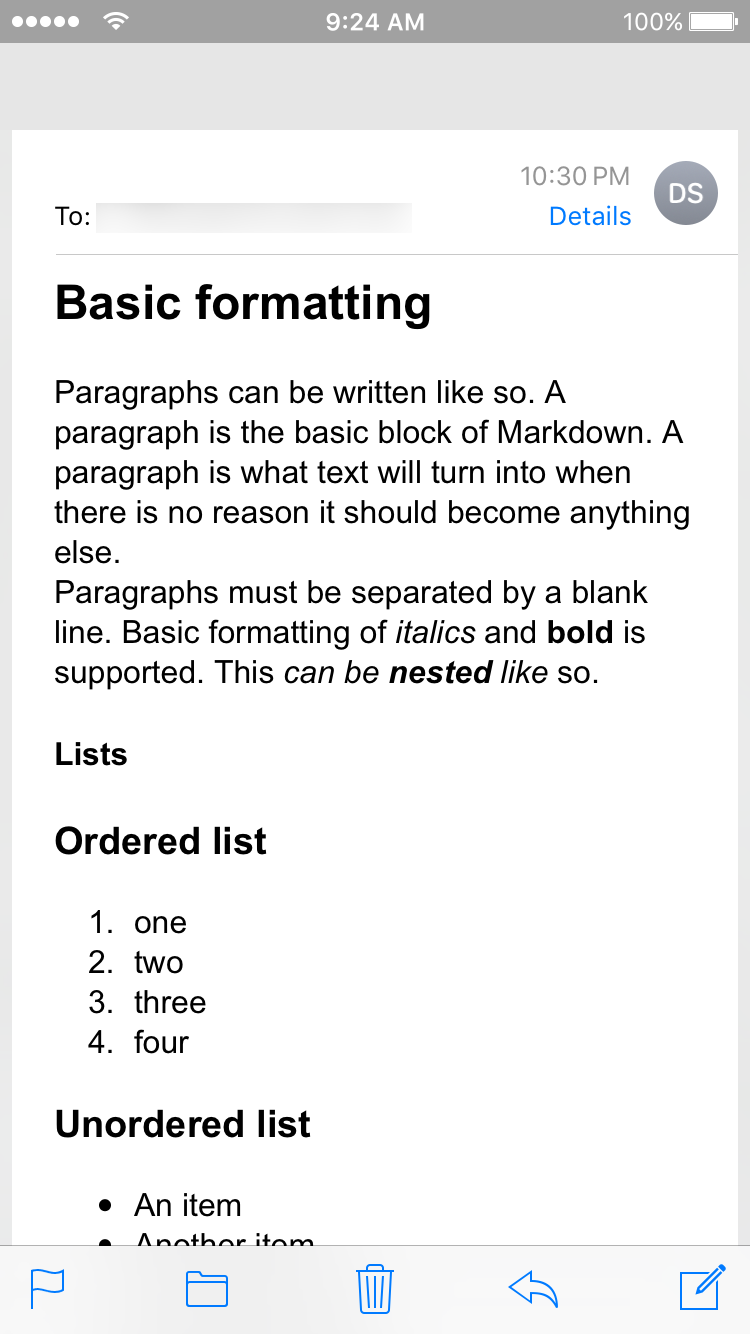 9:24 AM 100%
10:30 PM
DS
To: Details
Basic formatting
Paragraphs can be written like so. A
paragraph is the basic block of Markdown. A
paragraph is what text will turn into when
there is no reason it should become anything
else.
Paragraphs must be separated by a blank
line. Basic formatting of italics and bold is
supported. This can be nested like so.
Lists
Ordered list
1. one
2. two
3. three
4. four
Unordered list
• An item
• Another item